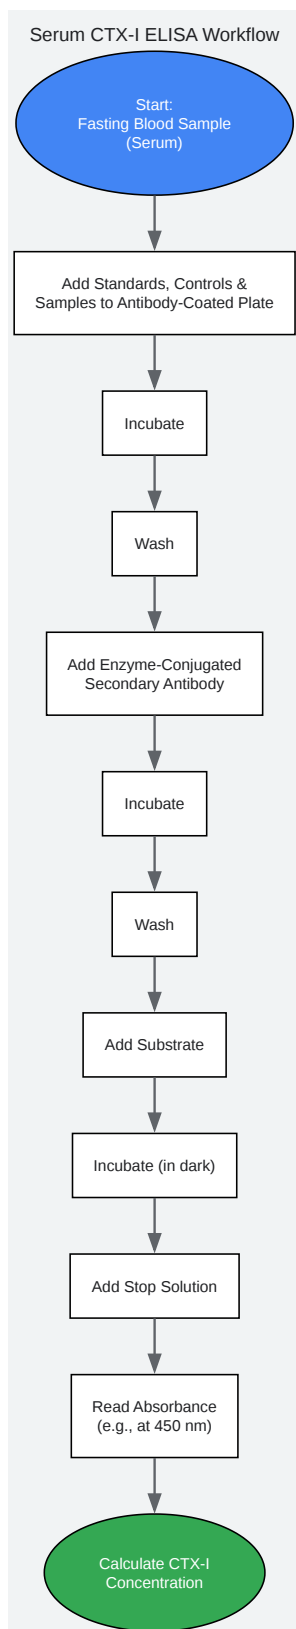 Serum CTX-I ELISA Workflow
Start:
Fasting Blood Sample
(Serum)
Add Standards, Controls &
Samples to Antibody-Coated Plate
Incubate
Wash
Add Enzyme-Conjugated
Secondary Antibody
Incubate
Wash
Add Substrate
Incubate (in dark)
Add Stop Solution
Read Absorbance
(e.g., at 450 nm)
Calculate CTX-I
Concentration